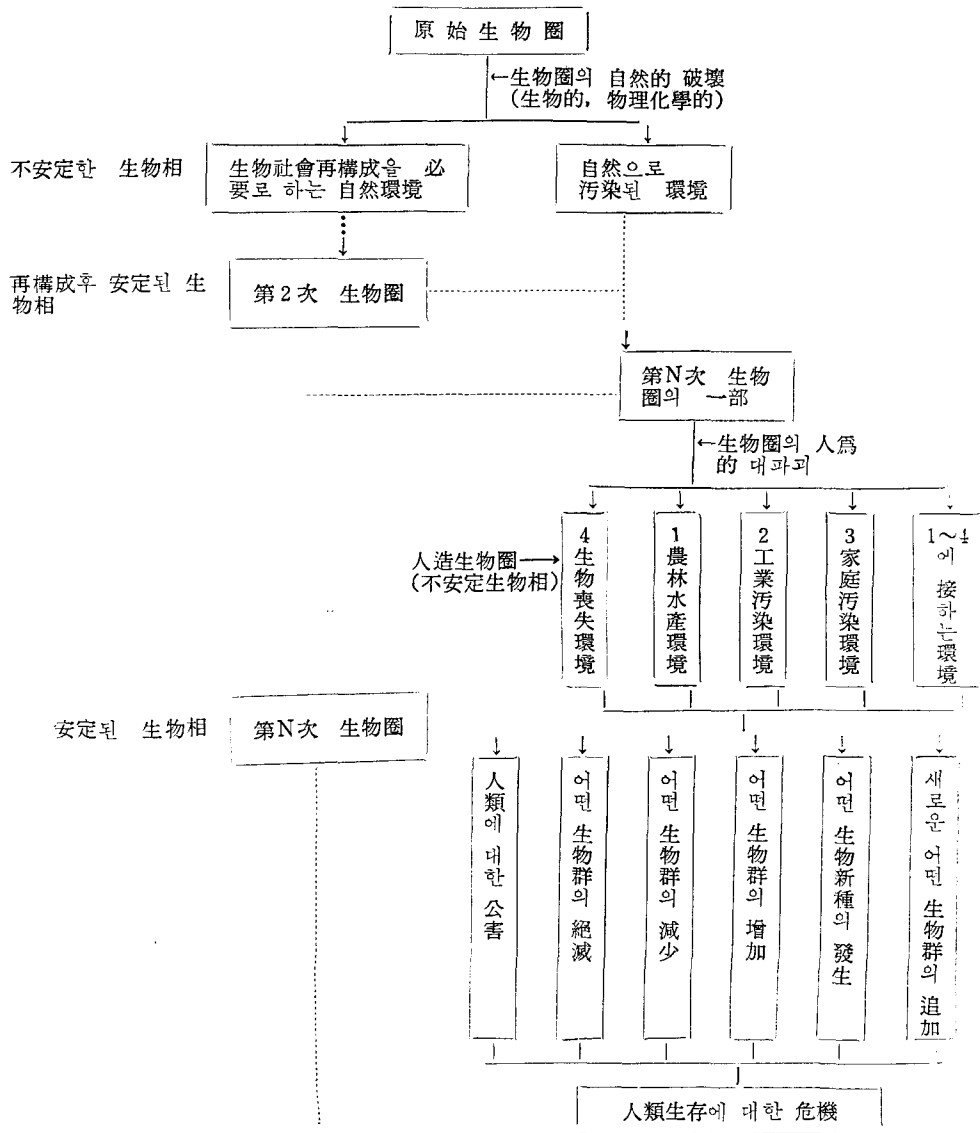 原始生物圈
←生物圈의 自然的 破壞
(生物的, 物理化學的)
不安定한 生物相
生物社會再構成을 必
要로 하는 自然環境
自然으로
汚染된 環境
再構成후 安定된 生
物相
第2次 生物圈
第N次 生物
圈의 一部
←生物圈의 人爲
的 대파괴
人造生物圈→
(不安定生物相)
4 生物喪失環境
1 農林水產環境
2 工業汚染環境
3 家庭汚染環境
1~4에 接하는環境
安定된 生物相
第N次 生物圈
人類에 대한 公害
어떤 生物群의 絕滅
어떤 生物群의 減少
어떤 生物群의 增加
어떤 生物新種의 發生
새로운 어떤 生物群의 追加
人類生存에 대한 危機